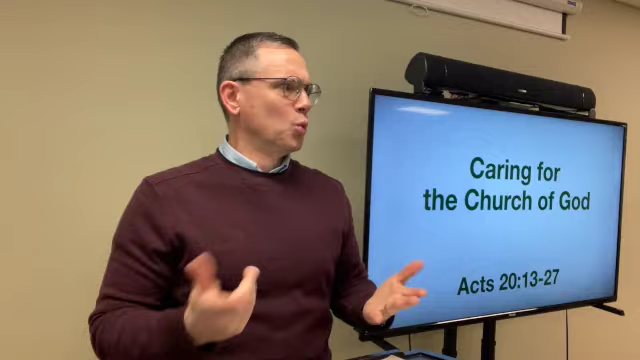 Caring for
the Church of God
Acts 20:13-27